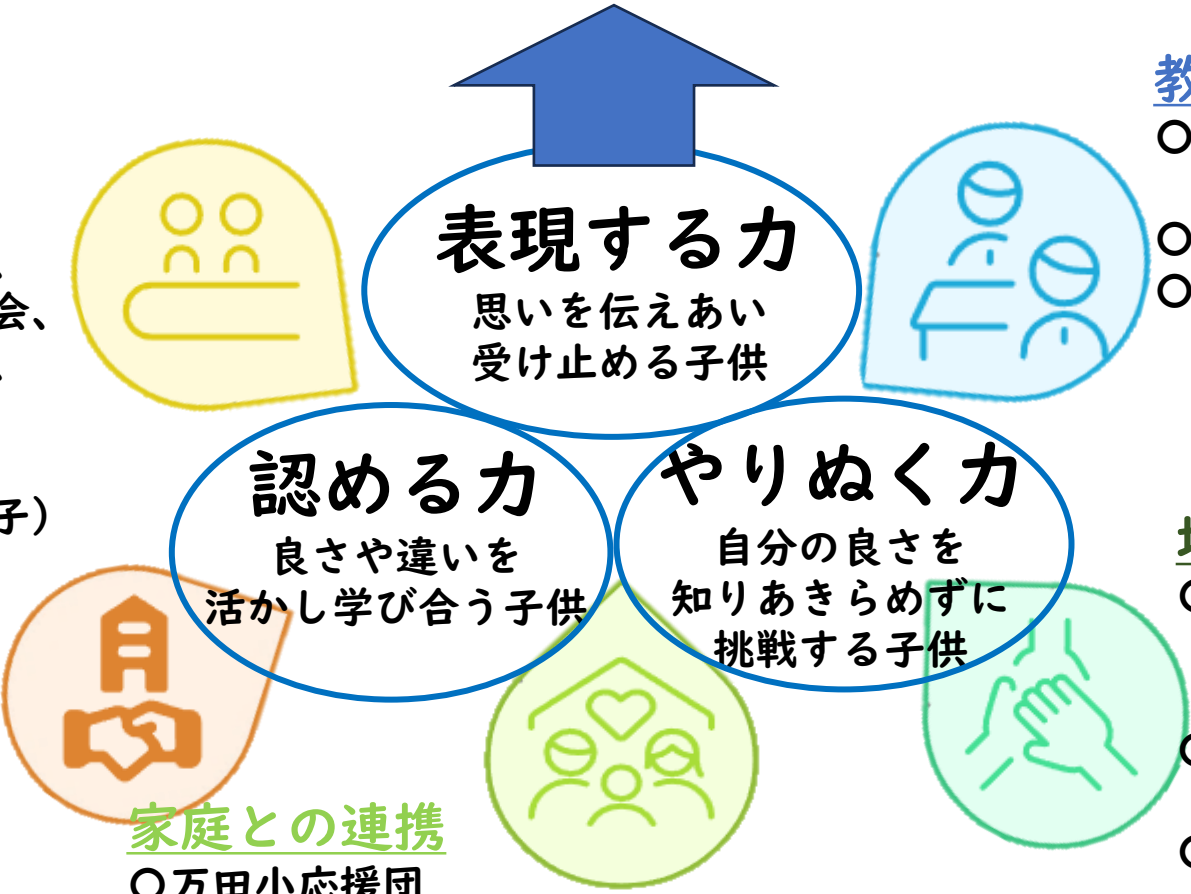 教
表現する力
思いを伝えあい
受け止める子供
会、
子）
認める力
良さや違いを
活かし学び合う子供
やりぬく力
自分の良さを
知りあきらめずに
挑戦する子供
家庭との連携
〇万田小応援団